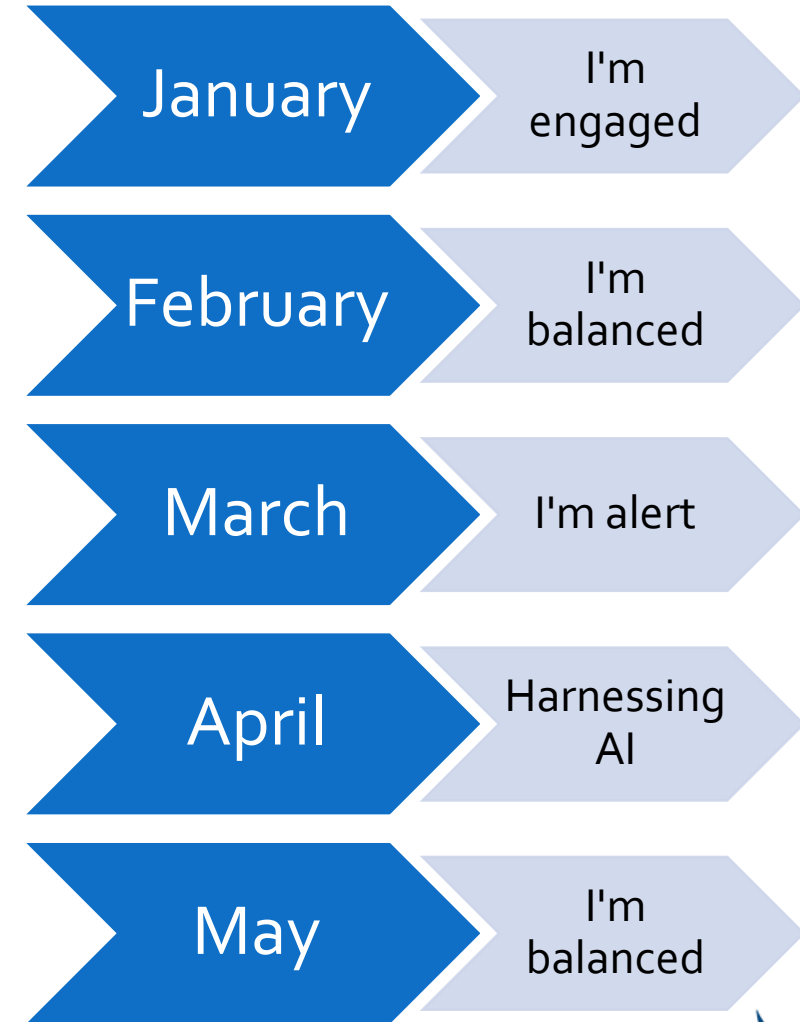 January
I'm
engaged
February
I'm
balanced
March
I'm alert
April
Harnessing
AI
May
I'm
balanced